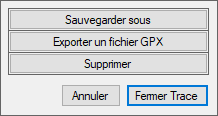 Sauvegarder sous
Exporter un fichier GPX
Supprimer
Annuler
Fermer Trace